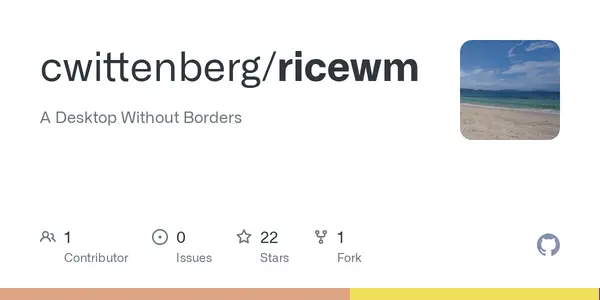 cwittenberg/ricewm
A Desktop Without Borders
1 0 22 1
Contributor Issues Stars Fork